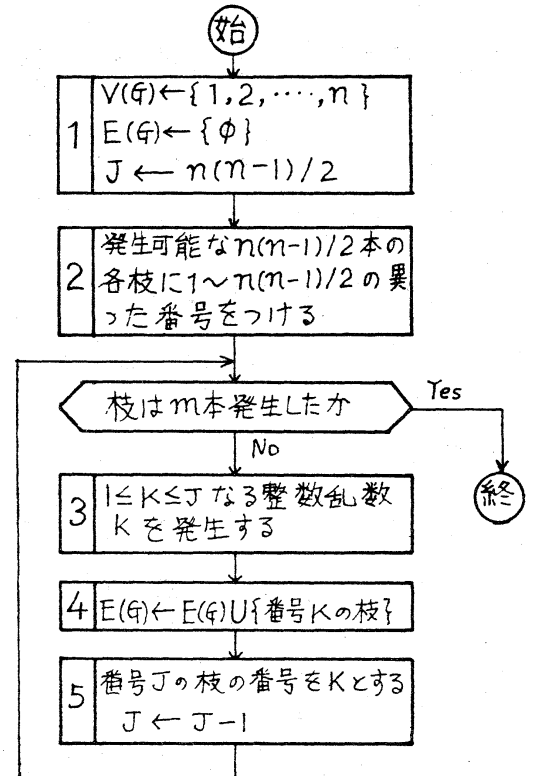 始
1
V(G)←{1,2,‥‥,n}
E(G)←{φ}
J ← n(n-1)/2
2
発生可能なn(n-1)/2本の
各枝に1〜n(n-1)/2の異
った番号をつける
枝はm本発生したか
Yes
No
終
3
1≤K≤Jなる整数乱数
Kを発生する
4
E(G)←E(G)∪{番号Kの枝}
5
番号Jの枝の番号をKとする
J ← J-1